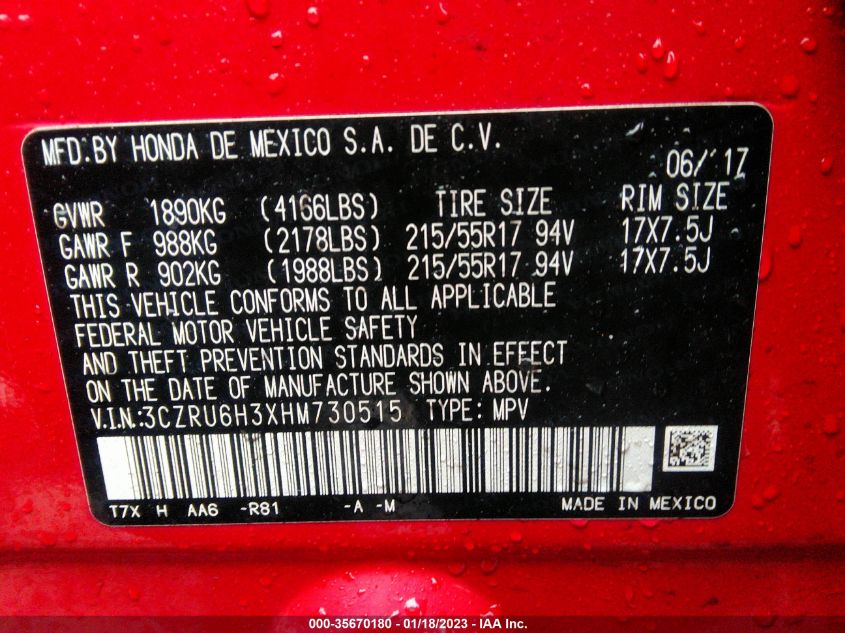 MFD.BY HONDA DE MEXICO S.A. DE C.V.
06/'17
GVWR 1890KG (4166LBS) TIRE SIZE RIM SIZE
GAWR F 988KG (2178LBS) 215/55R17 94V 17X7.5J
GAWR R 902KG (1988LBS) 215/55R17 94V 17X7.5J
THIS VEHICLE CONFORMS TO ALL APPLICABLE
FEDERAL MOTOR VEHICLE SAFETY
AND THEFT PREVENTION STANDARDS IN EFFECT
ON THE DATE OF MANUFACTURE SHOWN ABOVE.
V.I.N.:3CZRU6H3XHM730515 TYPE: MPV
T7X H AA6 -R81 -A -M MADE IN MEXICO
000-35670180 - 01/18/2023 - IAA Inc.